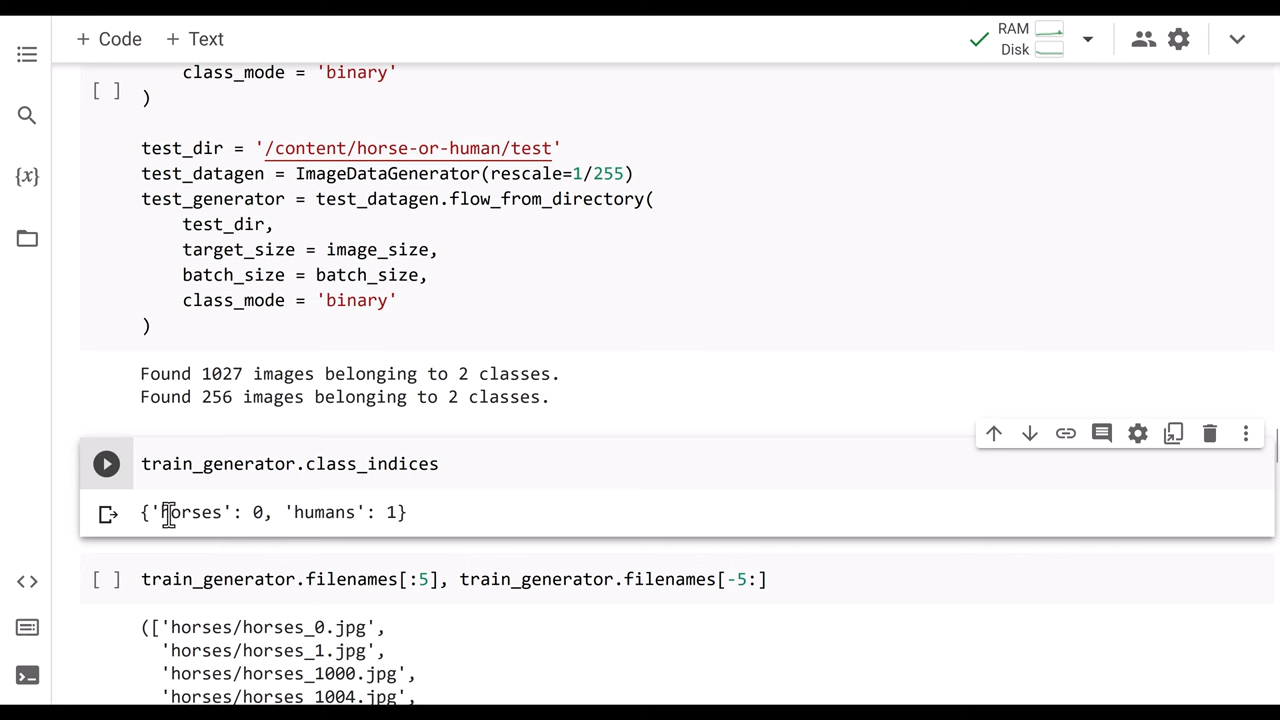 + Code + Text
RAM
Disk
class_mode = 'binary'
[ ]
)
test_dir = '/content/horse-or-human/test'
test_datagen = ImageDataGenerator(rescale=1/255)
test_generator = test_datagen.flow_from_directory(
test_dir,
target_size = image_size,
batch_size = batch_size,
class_mode = 'binary'
)
Found 1027 images belonging to 2 classes.
Found 256 images belonging to 2 classes.
train_generator.class_indices
{'horses': 0, 'humans': 1}
[ ] train_generator.filenames[:5], train_generator.filenames[-5:]
(['horses/horses_0.jpg',
'horses/horses_1.jpg',
'horses/horses_1000.jpg',
'horses/horses_1004.jpg',